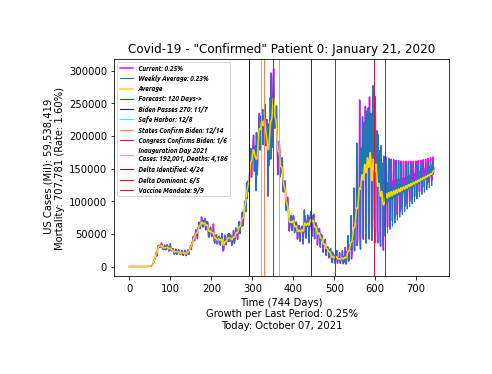 Covid-19 - "Confirmed" Patient 0: January 21, 2020
US Cases (Mill): 59,538,419
Mortality: 707,781 (Rate: 1.60%)
300000
250000
200000
150000
100000
50000
0
Current: 0.25%
Weekly Average: 0.23%
Average
Forecast: 120 Days->
Biden Passes 270: 11/7
Safe Harbor: 12/8
States Confirm Biden: 12/14
Congress Confirms Biden: 1/6
Inauguration Day 2021
Cases: 192,001, Deaths: 4,186
Delta Identified: 4/24
Delta Dominant: 6/5
Vaccine Mandate: 9/9
0 100 200 300 400 500 600 700
Time (744 Days)
Growth per Last Period: 0.25%
Today: October 07, 2021